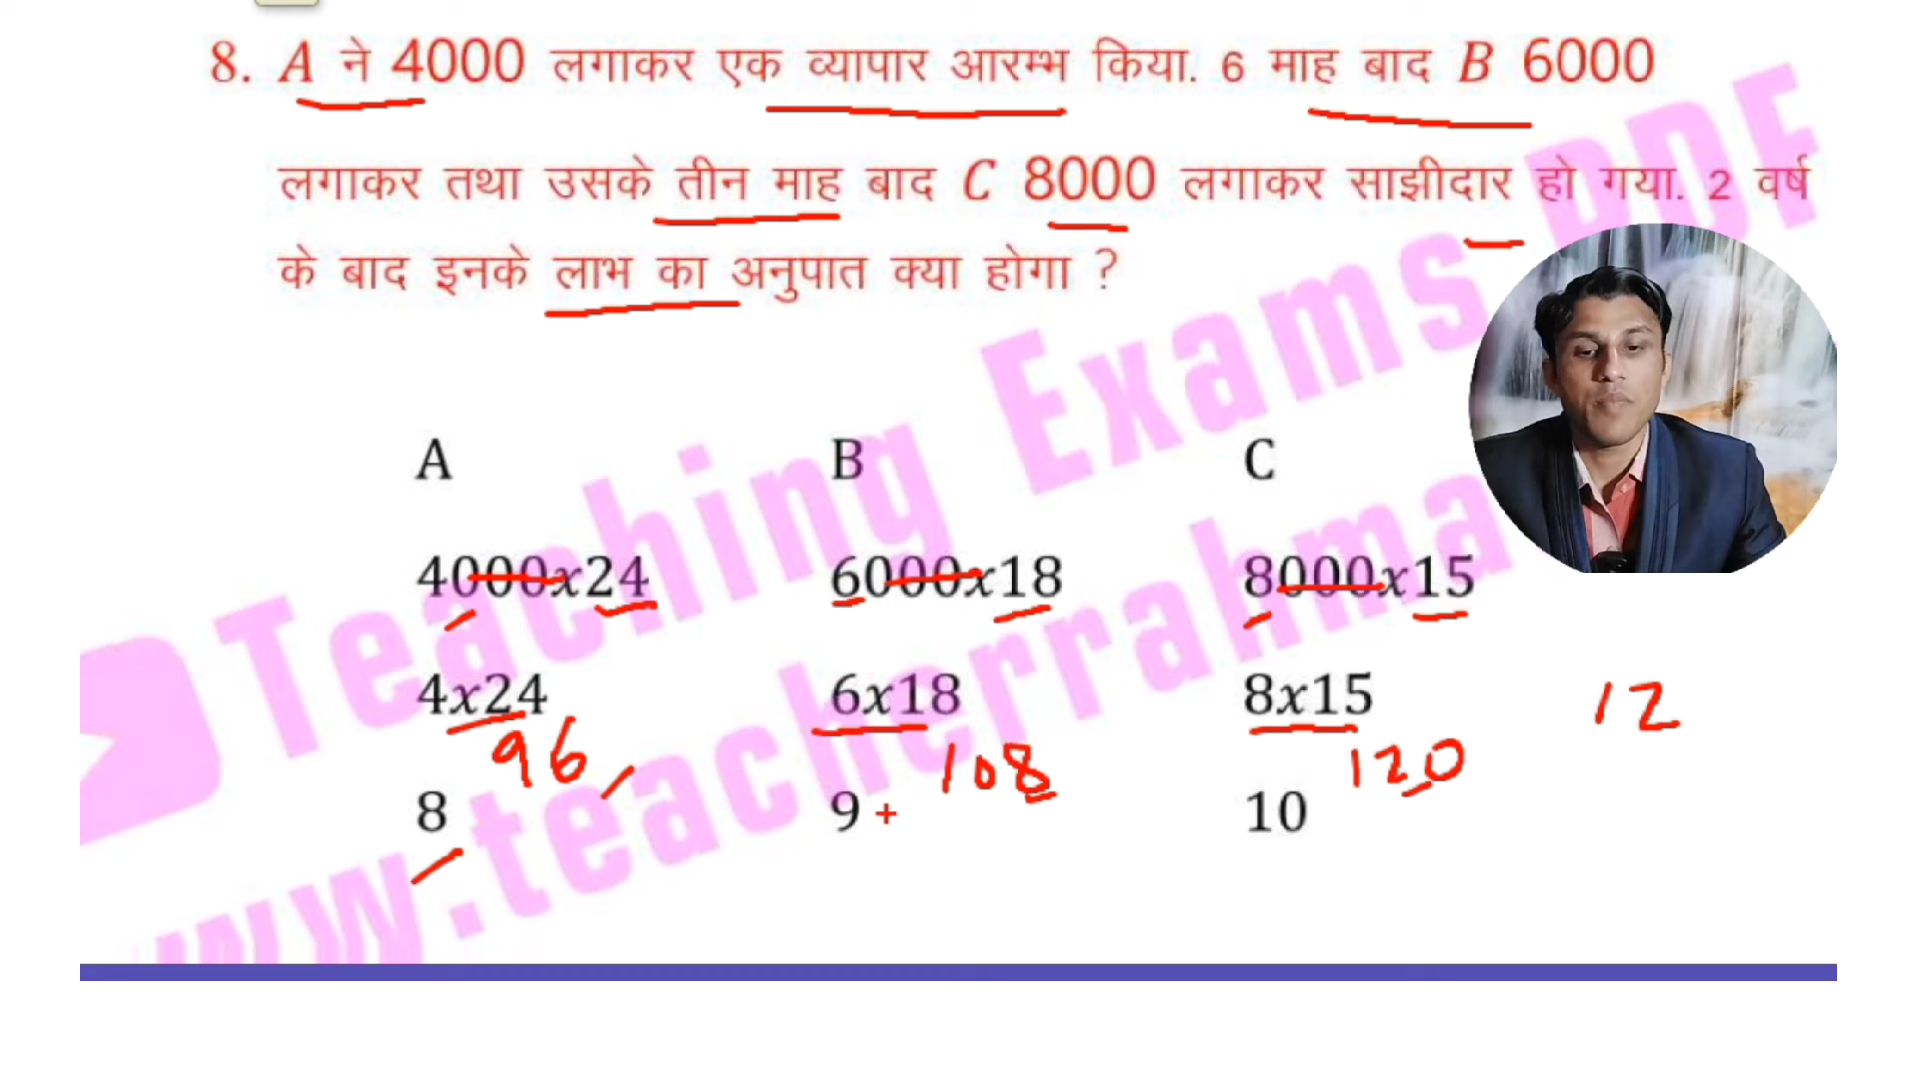 8. A ने 4000 लगाकर एक व्यापार आरम्भ किया. 6 माह बाद B 6000
लगाकर तथा उसके तीन माह बाद C 8000 लगाकर साझीदार हो गया. 2 वर्ष
के बाद इनके लाभ का अनुपात क्या होगा ?
Teaching Exams PDF
www.teacherrahma
A B C
4000x24 6000x18 8000x15
4x24 6x18 8x15 12
96 108 120
8 9 + 10